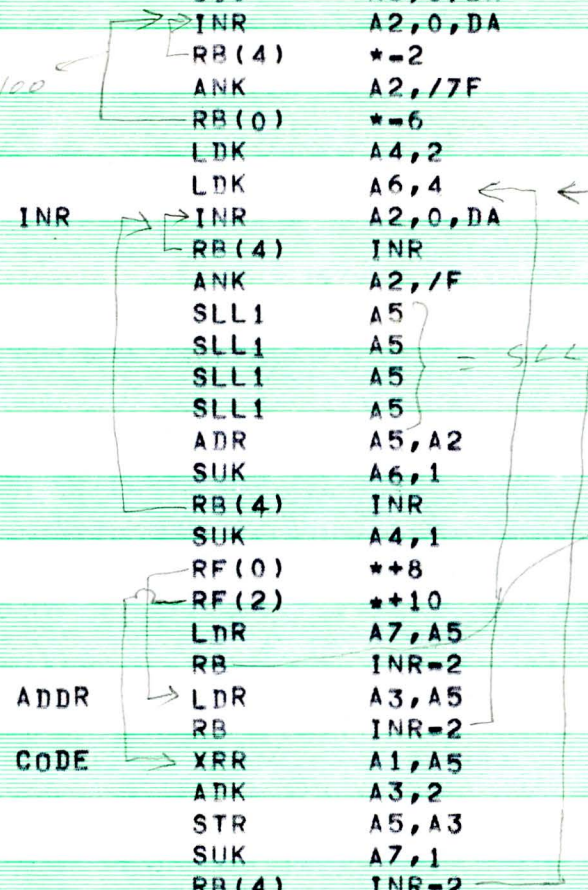 INR A2,0,DA
RB(4) *-2
100
ANK A2,/7F
RB(0) *-6
LDK A4,2
LDK A6,4
INR INR A2,0,DA
RB(4) INR
ANK A2,/F
SLL1 A5
SLL1 A5
SLL1 A5 = SLL
SLL1 A5
ADR A5,A2
SUK A6,1
RB(4) INR
SUK A4,1
RF(0) *+8
RF(2) *+10
LDR A7,A5
RB INR-2
ADDR LDR A3,A5
RB INR-2
CODE XRR A1,A5
ADK A3,2
STR A5,A3
SUK A7,1
RB(4) INR-2